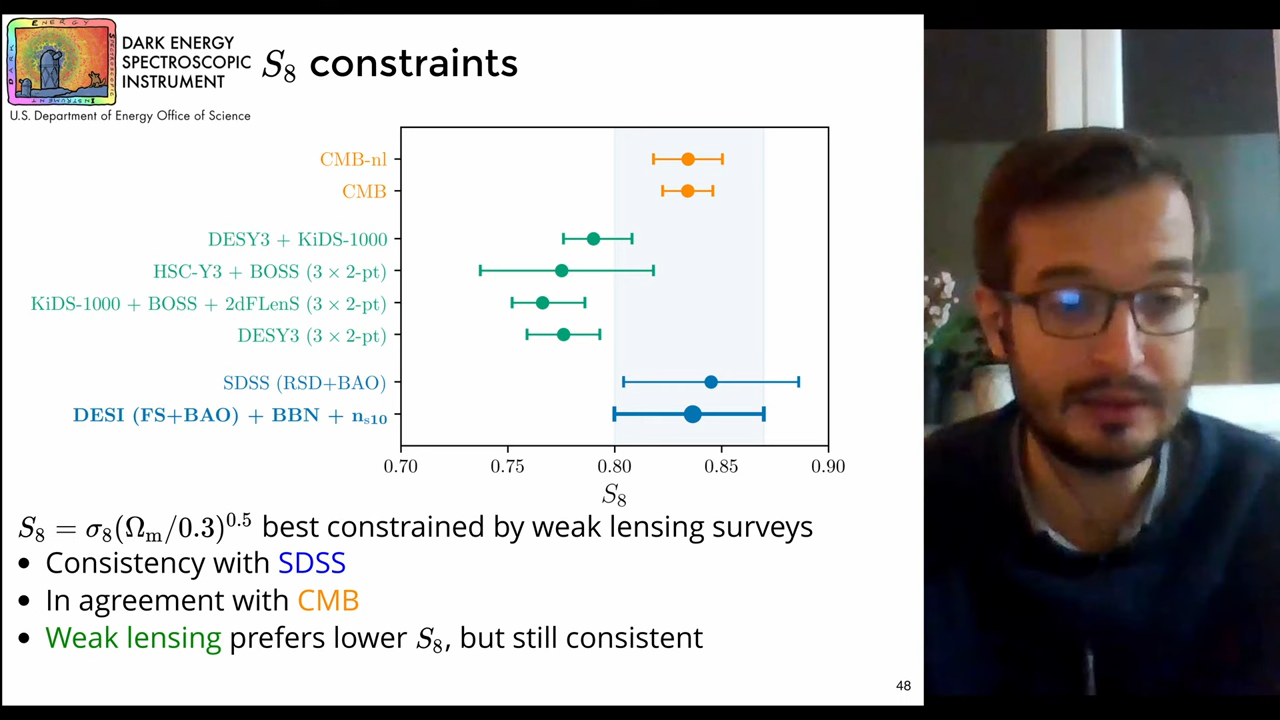 DARK ENERGY
SPECTROSCOPIC
INSTRUMENT
U.S. Department of Energy Office of Science
S₈ constraints
CMB-nl
CMB
DESY3 + KiDS-1000
HSC-Y3 + BOSS (3 × 2-pt)
KiDS-1000 + BOSS + 2dFLenS (3 × 2-pt)
DESY3 (3 × 2-pt)
SDSS (RSD+BAO)
DESI (FS+BAO) + BBN + nₛ₁₀
0.70 0.75 0.80 0.85 0.90
S₈
S₈ = σ₈(Ωₘ/0.3)⁰·⁵ best constrained by weak lensing surveys
• Consistency with SDSS
• In agreement with CMB
• Weak lensing prefers lower S₈, but still consistent
48